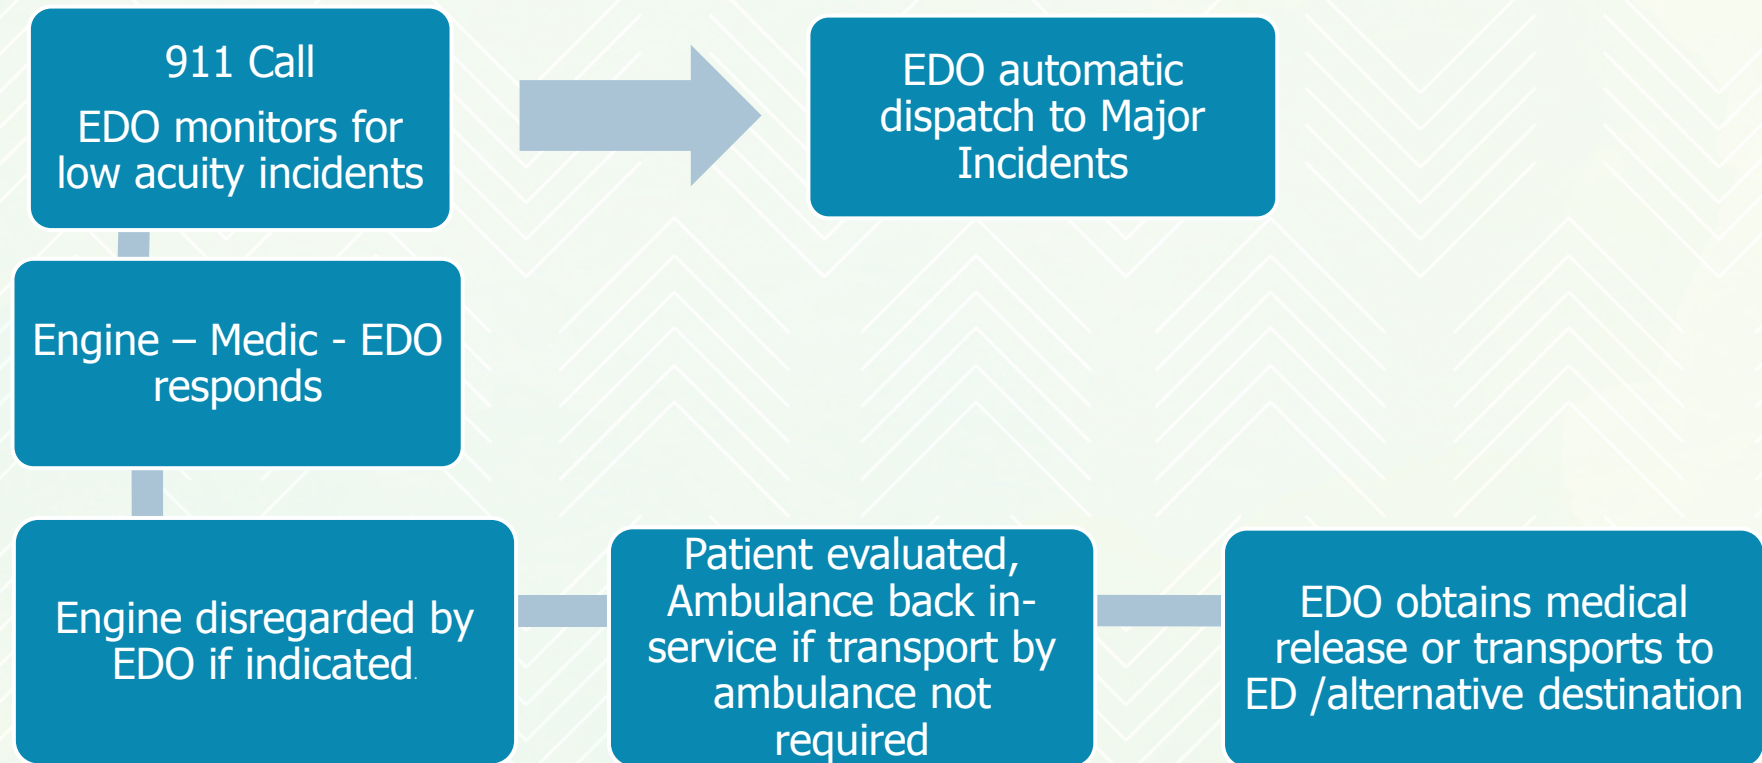 911 Call
EDO monitors for
low acuity incidents
EDO automatic
dispatch to Major
Incidents
Engine – Medic - EDO
responds
Engine disregarded by
EDO if indicated.
Patient evaluated,
Ambulance back in-
service if transport by
ambulance not
required
EDO obtains medical
release or transports to
ED /alternative destination